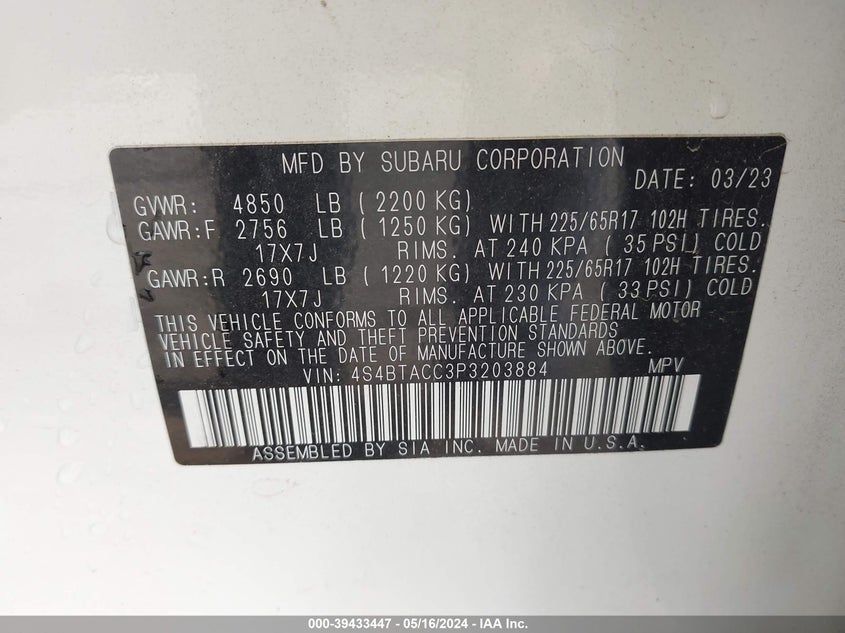 MFD BY SUBARU CORPORATION
DATE: 03/23
GVWR: 4850 LB ( 2200 KG)
GAWR:F 2756 LB ( 1250 KG) WITH 225/65R17 102H TIRES.
17X7J RIMS. AT 240 KPA ( 35 PSI) COLD
GAWR:R 2690 LB ( 1220 KG) WITH 225/65R17 102H TIRES.
17X7J RIMS. AT 230 KPA ( 33 PSI) COLD
THIS VEHICLE CONFORMS TO ALL APPLICABLE FEDERAL MOTOR
VEHICLE SAFETY AND THEFT PREVENTION STANDARDS
IN EFFECT ON THE DATE OF MANUFACTURE SHOWN ABOVE.
VIN: 4S4BTACC3P3203884 MPV
ASSEMBLED BY SIA INC. MADE IN U.S.A.
000-39433447 - 05/16/2024 - IAA Inc.